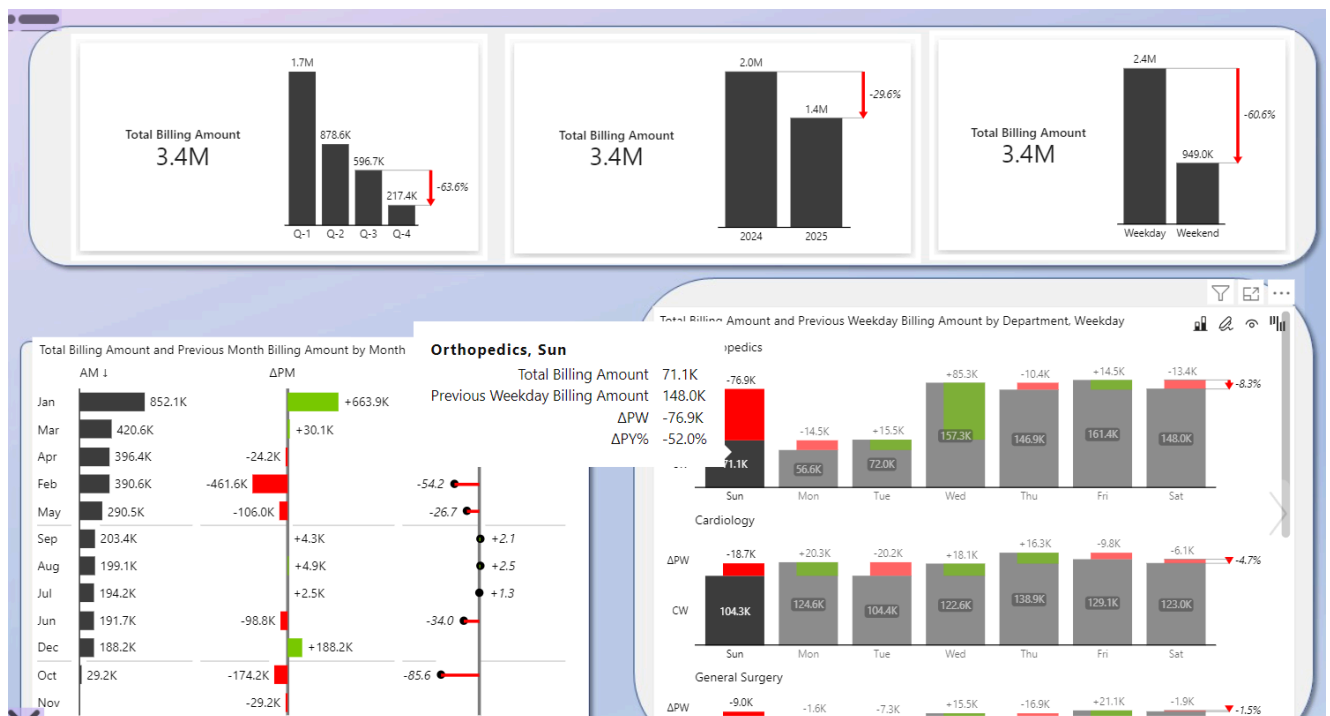 1.7M
878.6K
596.7K
217.4K
-63.6%
Total Billing Amount
3.4M
Q-1 Q-2 Q-3 Q-4
2.0M
1.4M
-29.6%
Total Billing Amount
3.4M
2024 2025
2.4M
949.0K
-60.6%
Total Billing Amount
3.4M
Weekday Weekend
Total Billing Amount and Previous Month Billing Amount by Month
AM ↓ ΔPM
Jan 852.1K +663.9K
Mar 420.6K +30.1K
Apr 396.4K -24.2K
Feb 390.6K -461.6K -54.2
May 290.5K -106.0K -26.7
Sep 203.4K +4.3K +2.1
Aug 199.1K +4.9K +2.5
Jul 194.2K +2.5K +1.3
Jun 191.7K -98.8K -34.0
Dec 188.2K +188.2K
Oct 29.2K -174.2K -85.6
Nov -29.2K
Orthopedics, Sun
Total Billing Amount 71.1K
Previous Weekday Billing Amount 148.0K
ΔPW -76.9K
ΔPY% -52.0%
Total Billing Amount and Previous Weekday Billing Amount by Department, Weekday
pedics
-76.9K -14.5K +15.5K +85.3K -10.4K +14.5K -13.4K -8.3%
71.1K 56.6K 72.0K 157.3K 146.9K 161.4K 148.0K
Sun Mon Tue Wed Thu Fri Sat
Cardiology
ΔPW -18.7K +20.3K -20.2K +18.1K +16.3K -9.8K -6.1K -4.7%
CW 104.3K 124.6K 104.4K 122.6K 138.9K 129.1K 123.0K
Sun Mon Tue Wed Thu Fri Sat
General Surgery
ΔPW -9.0K -1.6K -7.3K +15.5K -16.9K +21.1K -1.9K -1.5%